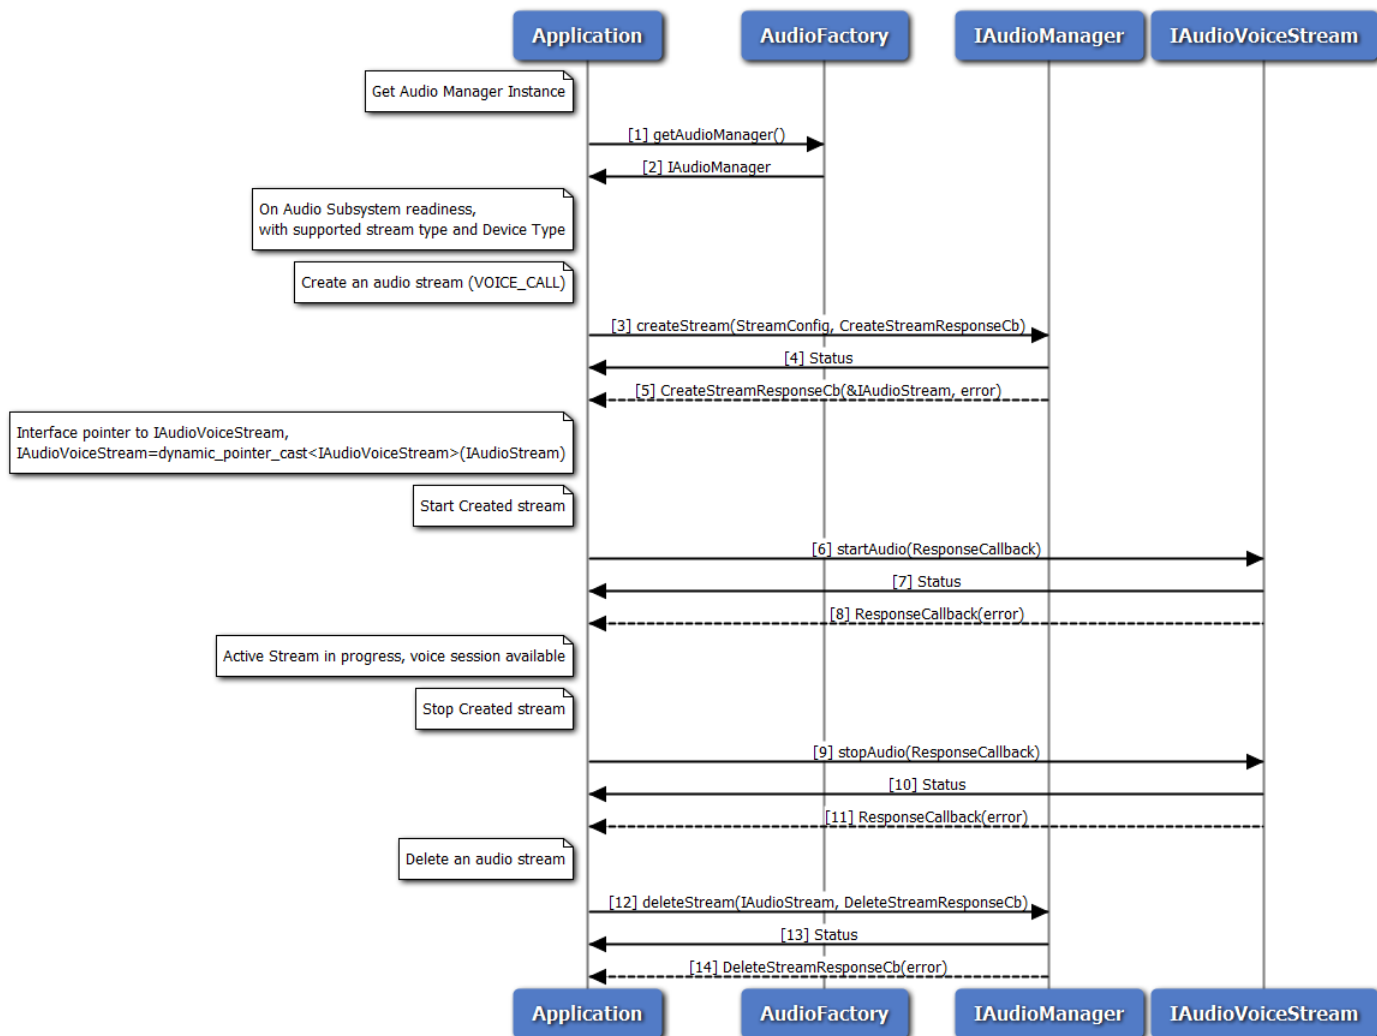 Application
AudioFactory
IAudioManager
IAudioVoiceStream
Get Audio Manager Instance
[1] getAudioManager()
[2] IAudioManager
On Audio Subsystem readiness,
with supported stream type and Device Type
Create an audio stream (VOICE_CALL)
[3] createStream(StreamConfig, CreateStreamResponseCb)
[4] Status
[5] CreateStreamResponseCb(&IAudioStream, error)
Interface pointer to IAudioVoiceStream,
IAudioVoiceStream=dynamic_pointer_cast<IAudioVoiceStream>(IAudioStream)
Start Created stream
[6] startAudio(ResponseCallback)
[7] Status
[8] ResponseCallback(error)
Active Stream in progress, voice session available
Stop Created stream
[9] stopAudio(ResponseCallback)
[10] Status
[11] ResponseCallback(error)
Delete an audio stream
[12] deleteStream(IAudioStream, DeleteStreamResponseCb)
[13] Status
[14] DeleteStreamResponseCb(error)
Application
AudioFactory
IAudioManager
IAudioVoiceStream